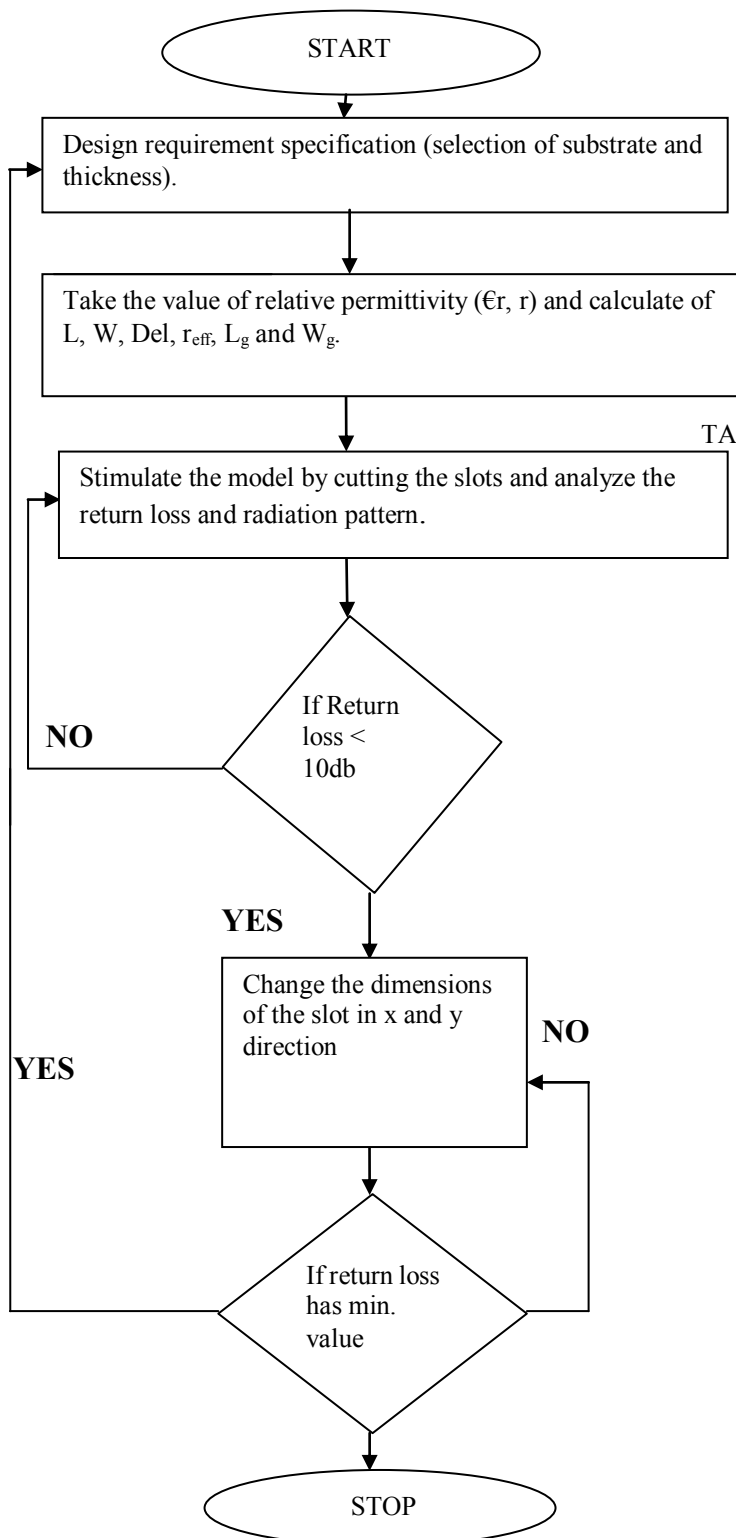 START
Design requirement specification (selection of substrate and
thickness).
Take the value of relative permittivity (€r, r) and calculate of
L, W, Del, reff, Lg and Wg.
TA
Stimulate the model by cutting the slots and analyze the
return loss and radiation pattern.
If Return
loss <
10db
NO
YES
Change the dimensions
of the slot in x and y
direction
NO
YES
If return loss
has min.
value
STOP